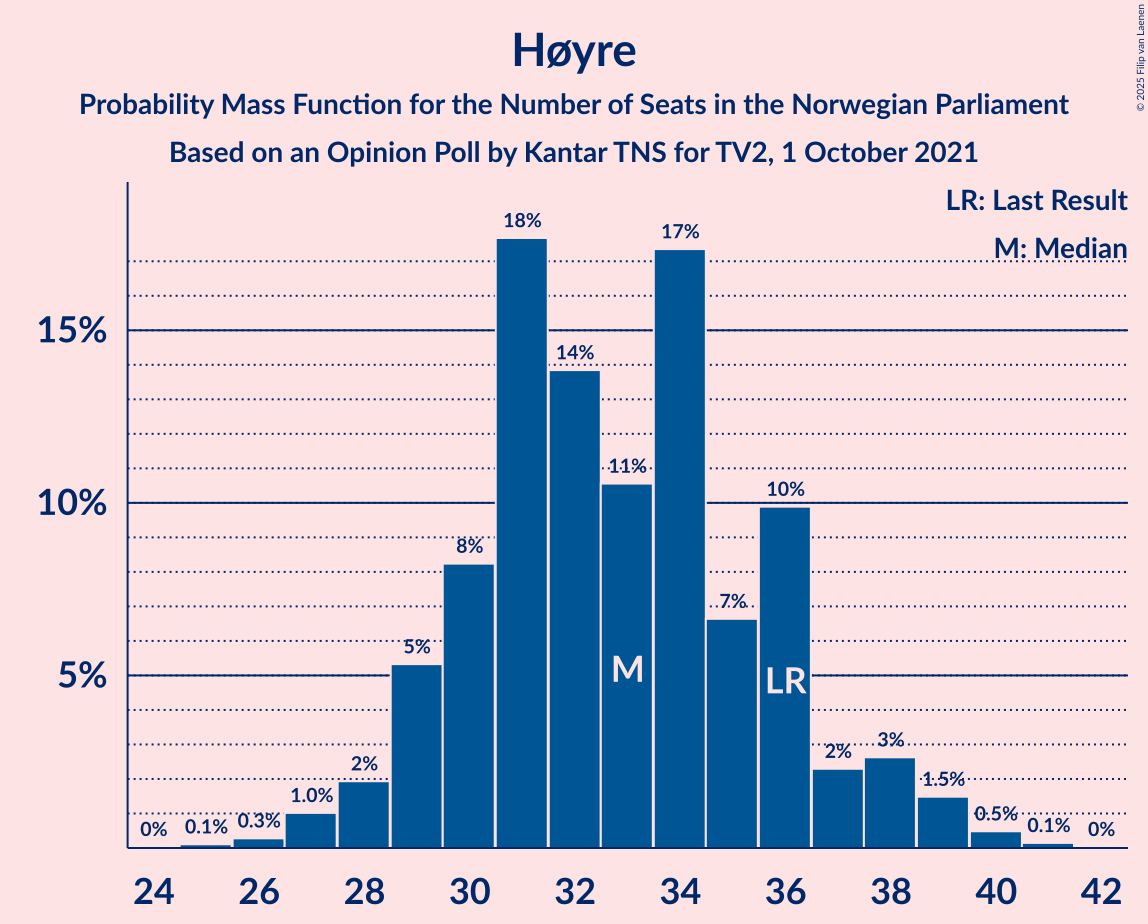 Høyre
Probability Mass Function for the Number of Seats in the Norwegian Parliament
Based on an Opinion Poll by Kantar TNS for TV2, 1 October 2021
© 2025 Filip van Laenen
LR: Last Result
M: Median
15%
10%
5%
0%
0.1%
0.3%
1.0%
2%
5%
8%
18%
14%
11%
17%
7%
10%
2%
3%
1.5%
0.5%
0.1%
0%
M
LR
24 26 28 30 32 34 36 38 40 42